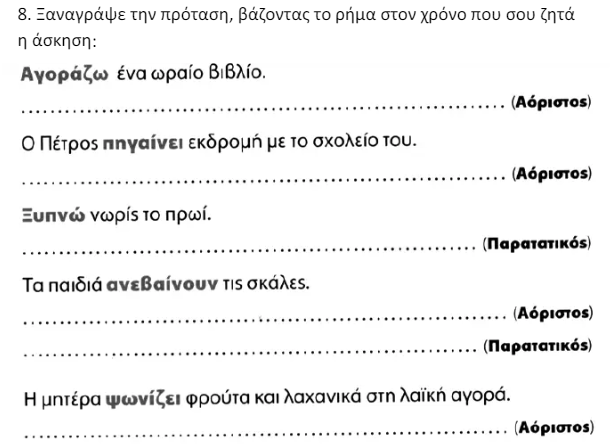 8. Ξαναγράψε την πρόταση, βάζοντας το ρήμα στον χρόνο που σου ζητά
η άσκηση:
Αγοράζω ένα ωραίο βιβλίο.
........................................................................ (Αόριστος)
Ο Πέτρος πηγαίνει εκδρομή με το σχολείο του.
........................................................................ (Αόριστος)
Ξυπνώ νωρίς το πρωί.
.................................................................... (Παρατατικός)
Τα παιδιά ανεβαίνουν τις σκάλες.
........................................................................ (Αόριστος)
.................................................................... (Παρατατικός)
Η μητέρα ψωνίζει φρούτα και λαχανικά στη λαϊκή αγορά.
........................................................................ (Αόριστος)